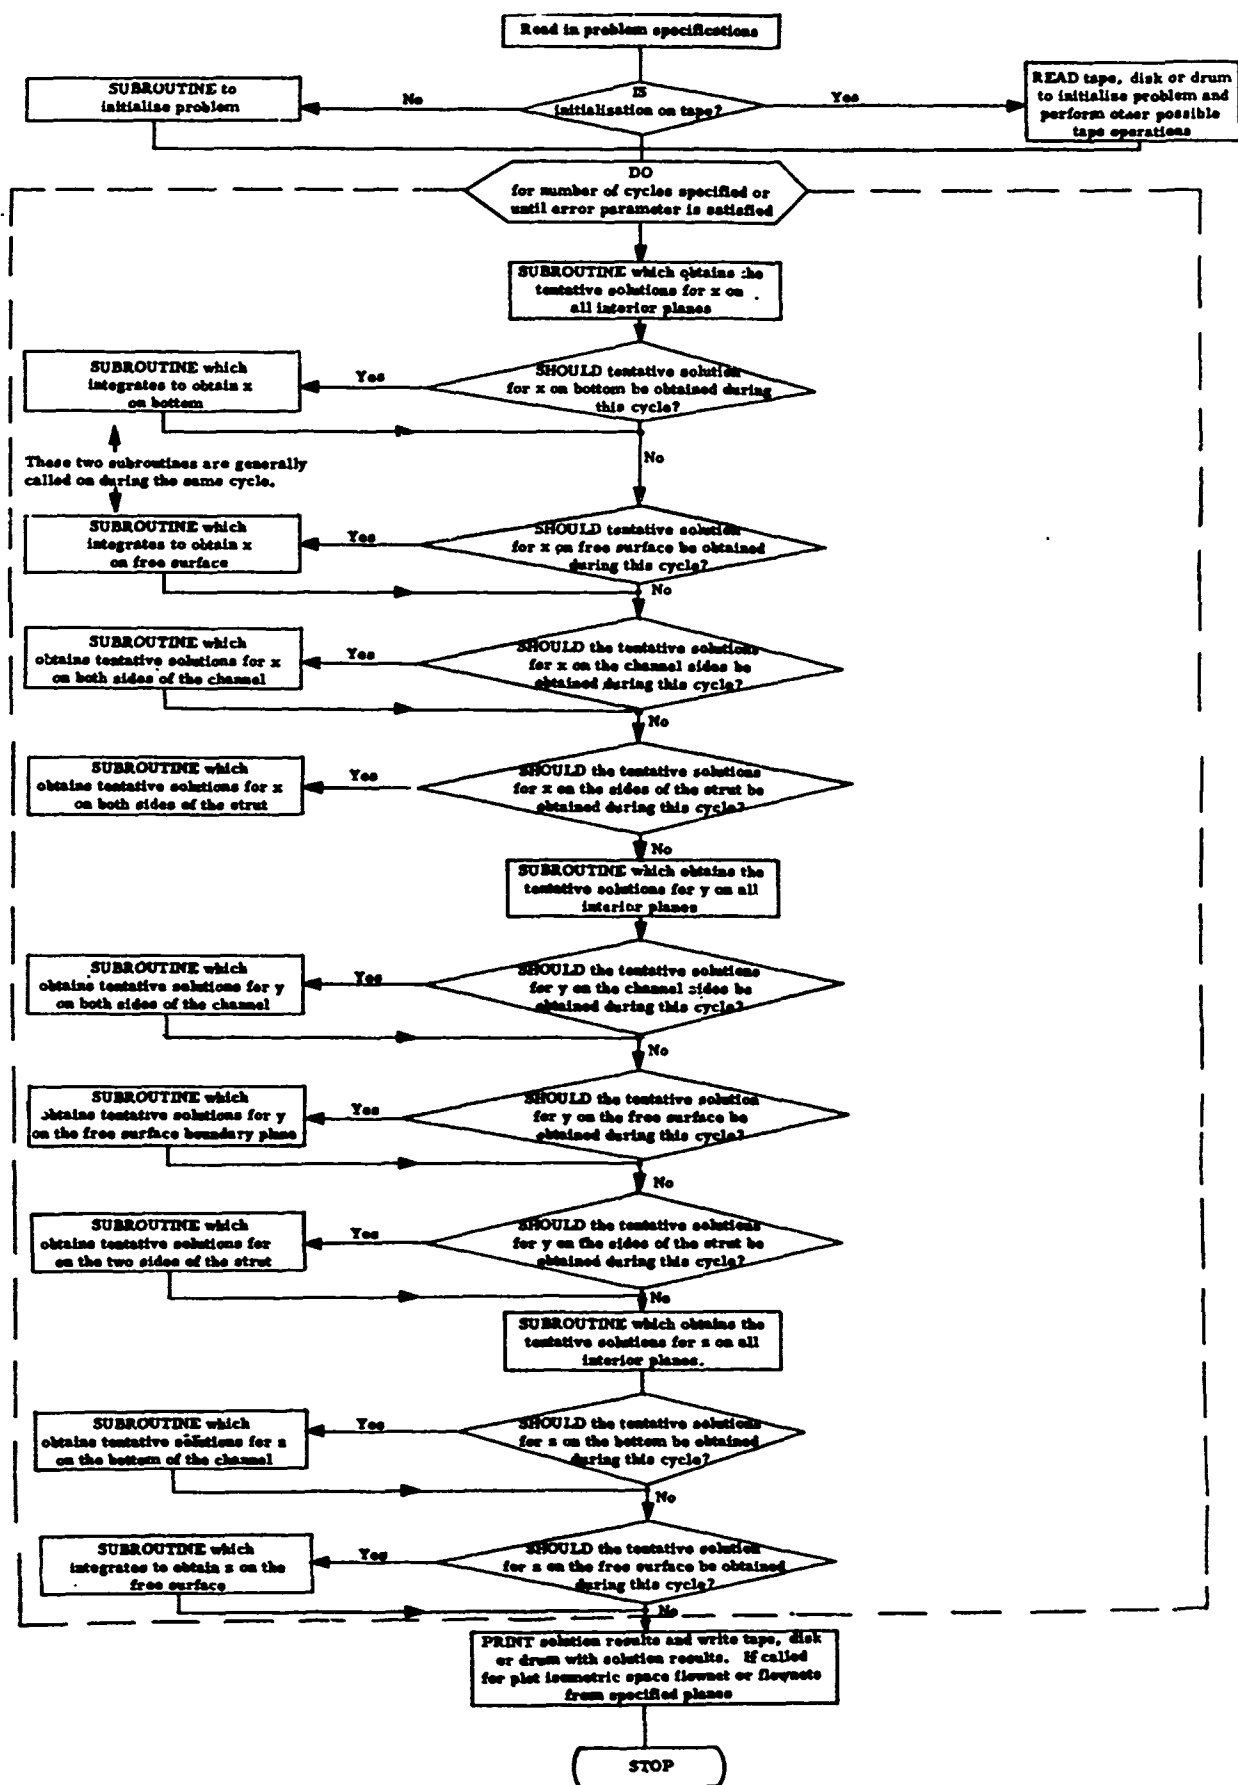 Read in problem specifications
IS
initialization on tape?
No
Yes
SUBROUTINE to
initialize problem
READ tape, disk or drum
to initialize problem and
perform other possible
tape operations
DO
for number of cycles specified or
until error parameter is satisfied
SUBROUTINE which obtains the
tentative solutions for x on
all interior planes
SHOULD tentative solution
for x on bottom be obtained during
this cycle?
Yes
SUBROUTINE which
integrates to obtain x
on bottom
No
These two subroutines are generally
called on during the same cycle.
SHOULD tentative solution
for x on free surface be obtained
during this cycle?
Yes
SUBROUTINE which
integrates to obtain x
on free surface
No
SHOULD the tentative solutions
for x on the channel sides be
obtained during this cycle?
Yes
SUBROUTINE which
obtains tentative solutions for x
on both sides of the channel
No
SHOULD the tentative solutions
for x on the sides of the strut be
obtained during this cycle?
Yes
SUBROUTINE which
obtains tentative solutions for x
on both sides of the strut
No
SUBROUTINE which obtains the
tentative solutions for y on all
interior planes
SHOULD the tentative solutions
for y on the channel sides be
obtained during this cycle?
Yes
SUBROUTINE which
obtains tentative solutions for y
on both sides of the channel
No
SHOULD the tentative solution
for y on the free surface be
obtained during this cycle?
Yes
SUBROUTINE which
obtains tentative solutions for y
on the free surface boundary plane
No
SHOULD the tentative solutions
for y on the sides of the strut be
obtained during this cycle?
Yes
SUBROUTINE which
obtains tentative solutions for
on the two sides of the strut
No
SUBROUTINE which obtains the
tentative solutions for z on all
interior planes.
SHOULD the tentative solutions
for z on the bottom be obtained
during this cycle?
Yes
SUBROUTINE which
obtains tentative solutions for z
on the bottom of the channel
No
SHOULD the tentative solution
for z on the free surface be obtained
during this cycle?
Yes
SUBROUTINE which
integrates to obtain z on the
free surface
No
PRINT solution results and write tape, disk
or drum with solution results. If called
for plot isometric space flownet or flownets
from specified planes
STOP